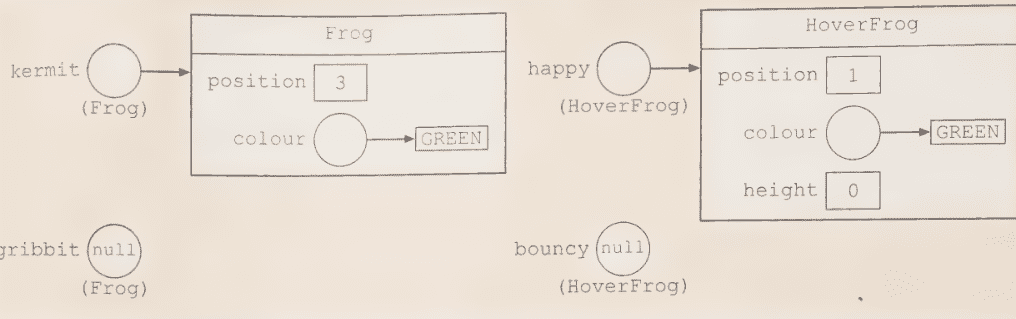 Frog
kermit
(Frog)
position 3
colour GREEN
HoverFrog
happy
(HoverFrog)
position 1
colour GREEN
height 0
gribbit null
(Frog)
bouncy null
(HoverFrog)